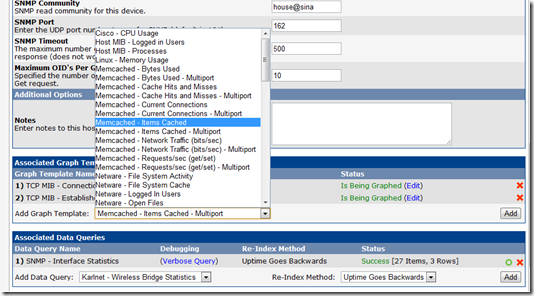 SNMP Community
SNMP read community for this device.
house@sina
SNMP Port
Enter the UDP port nu
162
SNMP Timeout
The maximum number
response (does not wo
500
Maximum OID's Per G
Specified the number o
Get request.
10
Additional Options
Notes
Enter notes to this hos
Cisco - CPU Usage
Host MIB - Logged in Users
Host MIB - Processes
Linux - Memory Usage
Memcached - Bytes Used
Memcached - Bytes Used - Multiport
Memcached - Cache Hits and Misses
Memcached - Cache Hits and Misses - Multiport
Memcached - Current Connections
Memcached - Current Connections - Multiport
Memcached - Items Cached
Memcached - Items Cached - Multiport
Memcached - Network Traffic (bits/sec)
Memcached - Network Traffic (bits/sec) - Multiport
Memcached - Requests/sec (get/set)
Memcached - Requests/sec (get/set) - Multiport
Netware - File System Activity
Netware - File System Cache
Netware - Logged In Users
Netware - Open Files
Associated Graph Tem
Graph Template Name Status
1) TCP MIB - Connectio Is Being Graphed (Edit)
2) TCP MIB - Establishe Is Being Graphed (Edit)
Add Graph Template: Memcached - Items Cached - Multiport Add
Associated Data Queries
Data Query Name Debugging Re-Index Method Status
1) SNMP - Interface Statistics (Verbose Query) Uptime Goes Backwards Success [27 Items, 3 Rows]
Add Data Query: Karlnet - Wireless Bridge Statistics Re-Index Method: Uptime Goes Backwards Add